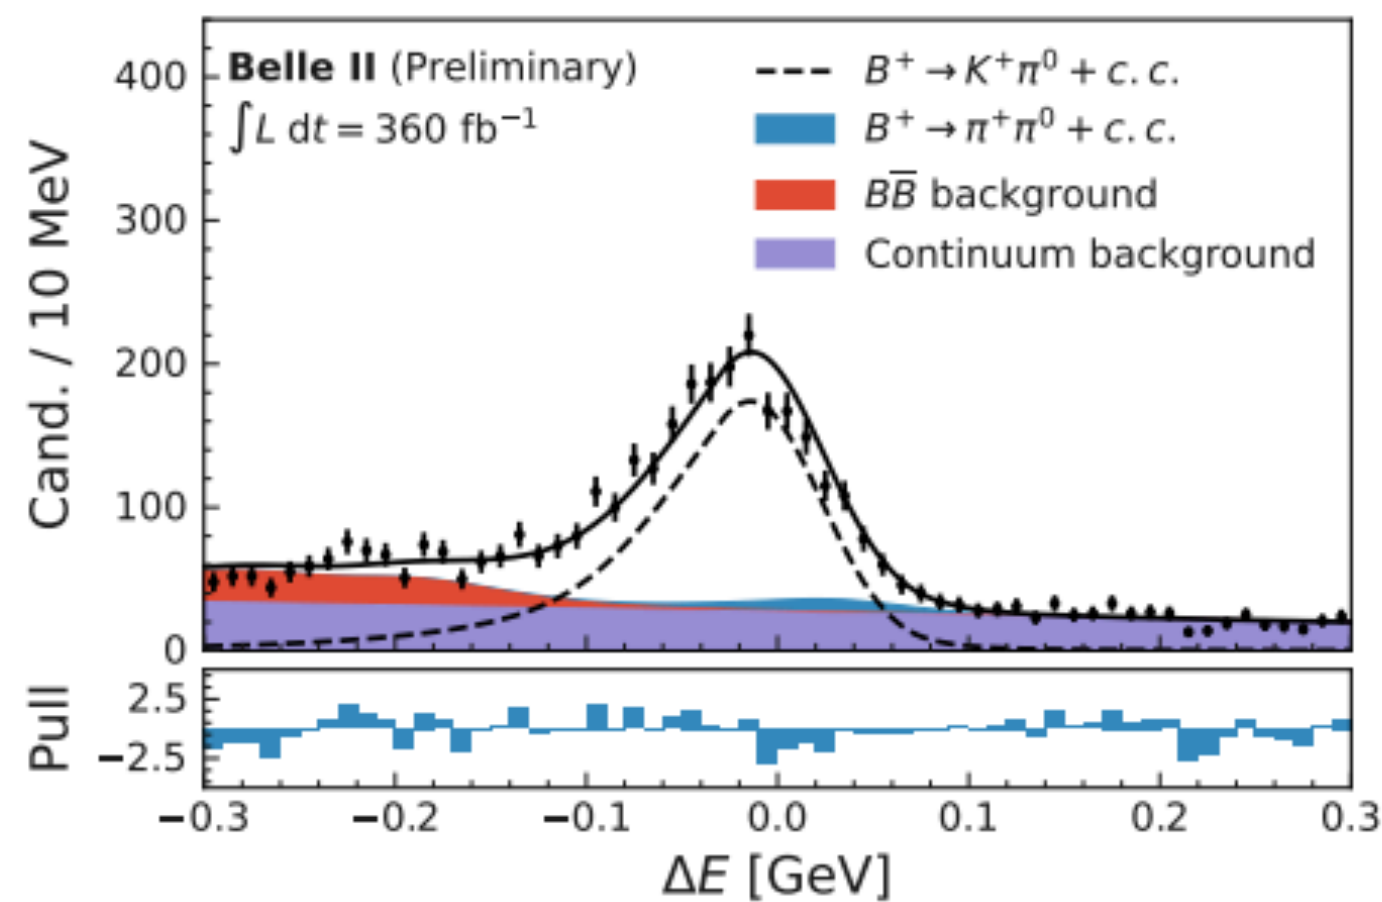 Belle II (Preliminary)
∫L dt = 360 fb⁻¹
B⁺ → K⁺π⁰ + c. c.
B⁺ → π⁺π⁰ + c. c.
BB̅ background
Continuum background
Cand. / 10 MeV
400
300
200
100
0
Pull
2.5
−2.5
−0.3 −0.2 −0.1 0.0 0.1 0.2 0.3
ΔE [GeV]